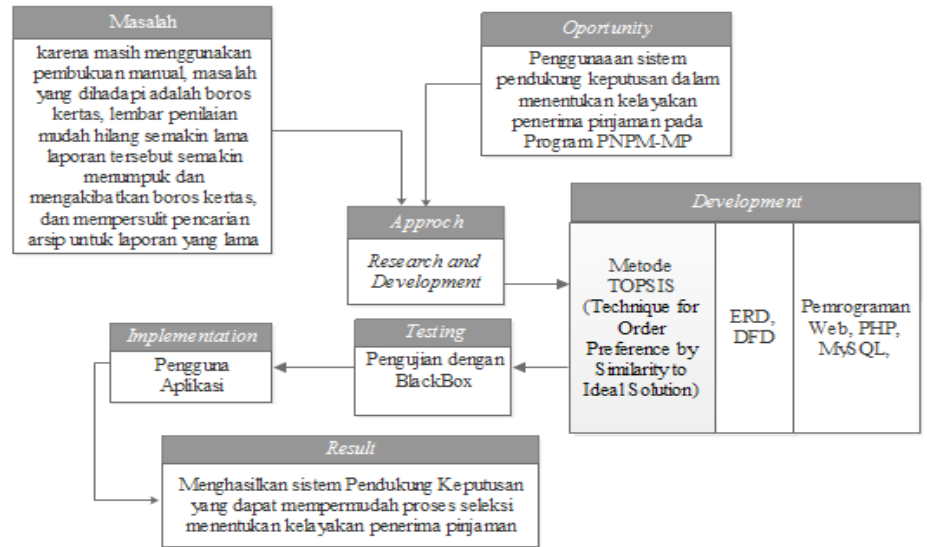 Masalah
karena masih menggunakan
pembukuan manual, masalah
yang dihadapi adalah boros
kertas, lembar penilaian
mudah hilang semakin lama
laporan tersebut semakin
menumpuk dan
mengakibatkan boros kertas,
dan mempersulit pencarian
arsip untuk laporan yang lama
Oportunity
Penggunaaan sistem
pendukung keputusan dalam
menentukan kelayakan
penerima pinjaman pada
Program PNPM-MP
Approch
Research and
Development
Development
Metode
TOPSIS
(Technique for
Order
Preference by
Similarity to
Ideal Solution)
ERD,
DFD
Pemrograman
Web, PHP,
MySQL,
Testing
Pengujian dengan
BlackBox
Implementation
Pengguna
Aplikasi
Result
Menghasilkan sistem Pendukung Keputusan
yang dapat mempermudah proses seleksi
menentukan kelayakan penerima pinjaman